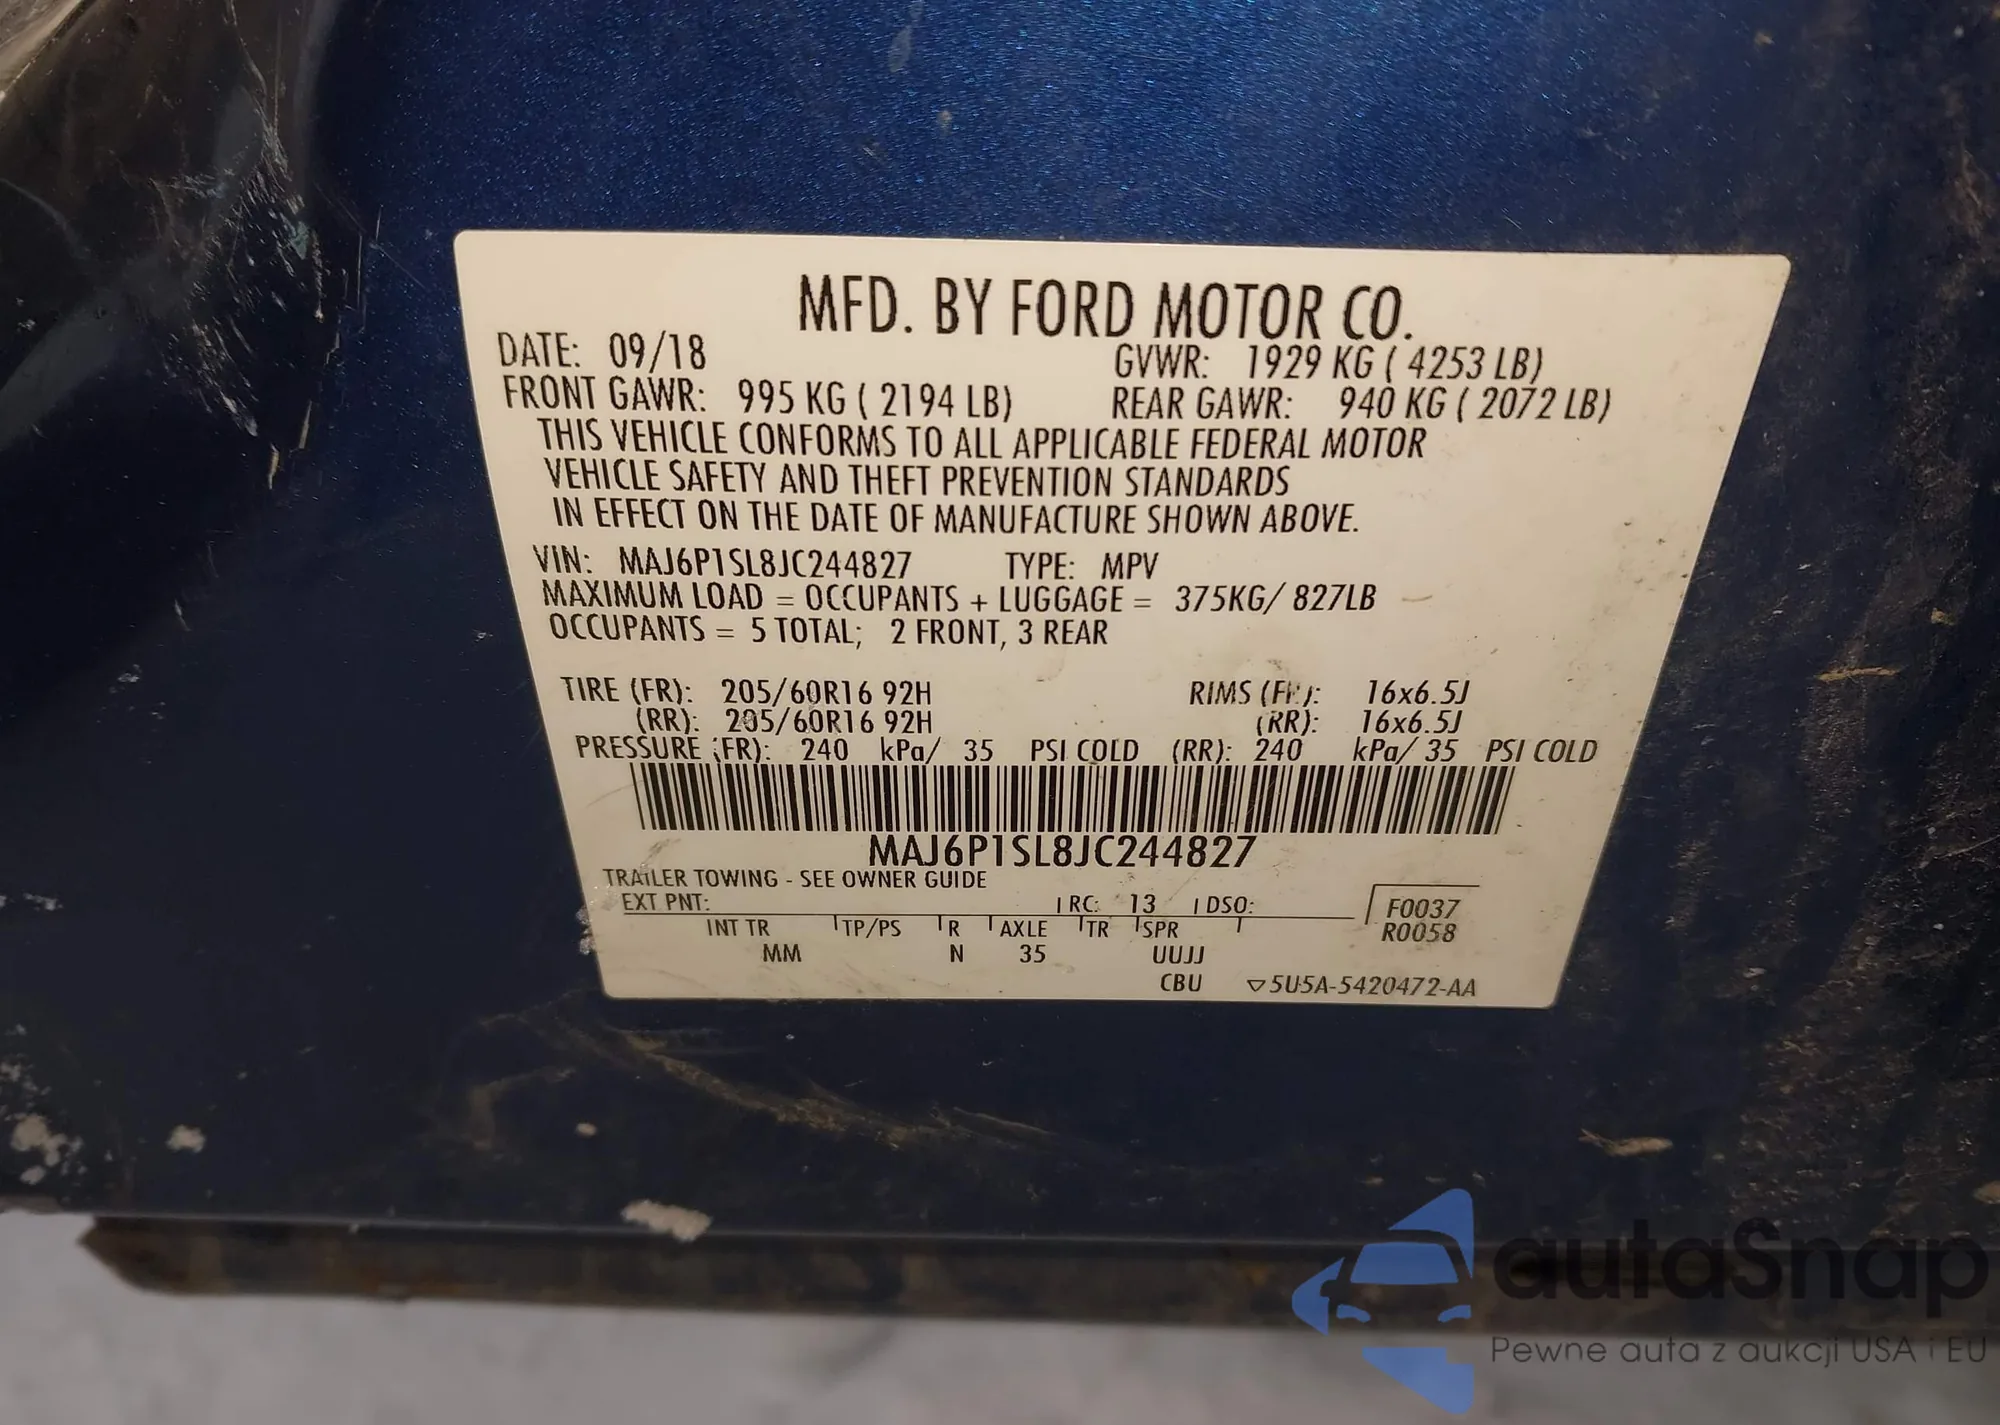 MFD. BY FORD MOTOR CO.
DATE: 09/18 GVWR: 1929 KG ( 4253 LB)
FRONT GAWR: 995 KG ( 2194 LB) REAR GAWR: 940 KG ( 2072 LB)
THIS VEHICLE CONFORMS TO ALL APPLICABLE FEDERAL MOTOR
VEHICLE SAFETY AND THEFT PREVENTION STANDARDS
IN EFFECT ON THE DATE OF MANUFACTURE SHOWN ABOVE.
VIN: MAJ6P1SL8JC244827 TYPE: MPV
MAXIMUM LOAD = OCCUPANTS + LUGGAGE = 375KG/ 827LB
OCCUPANTS = 5 TOTAL; 2 FRONT, 3 REAR
TIRE (FR): 205/60R16 92H RIMS (FR): 16x6.5J
(RR): 205/60R16 92H (RR): 16x6.5J
PRESSURE (FR): 240 kPa/ 35 PSI COLD (RR): 240 kPa/ 35 PSI COLD
MAJ6P1SL8JC244827
TRAILER TOWING - SEE OWNER GUIDE
EXT PNT: RC: 13 DSO: F0037
INT TR TP/PS R AXLE TR SPR R0058
MM N 35 UUJJ
CBU ▽5U5A-5420472-AA
autaSnap
Pewne auta z aukcji USA i EU